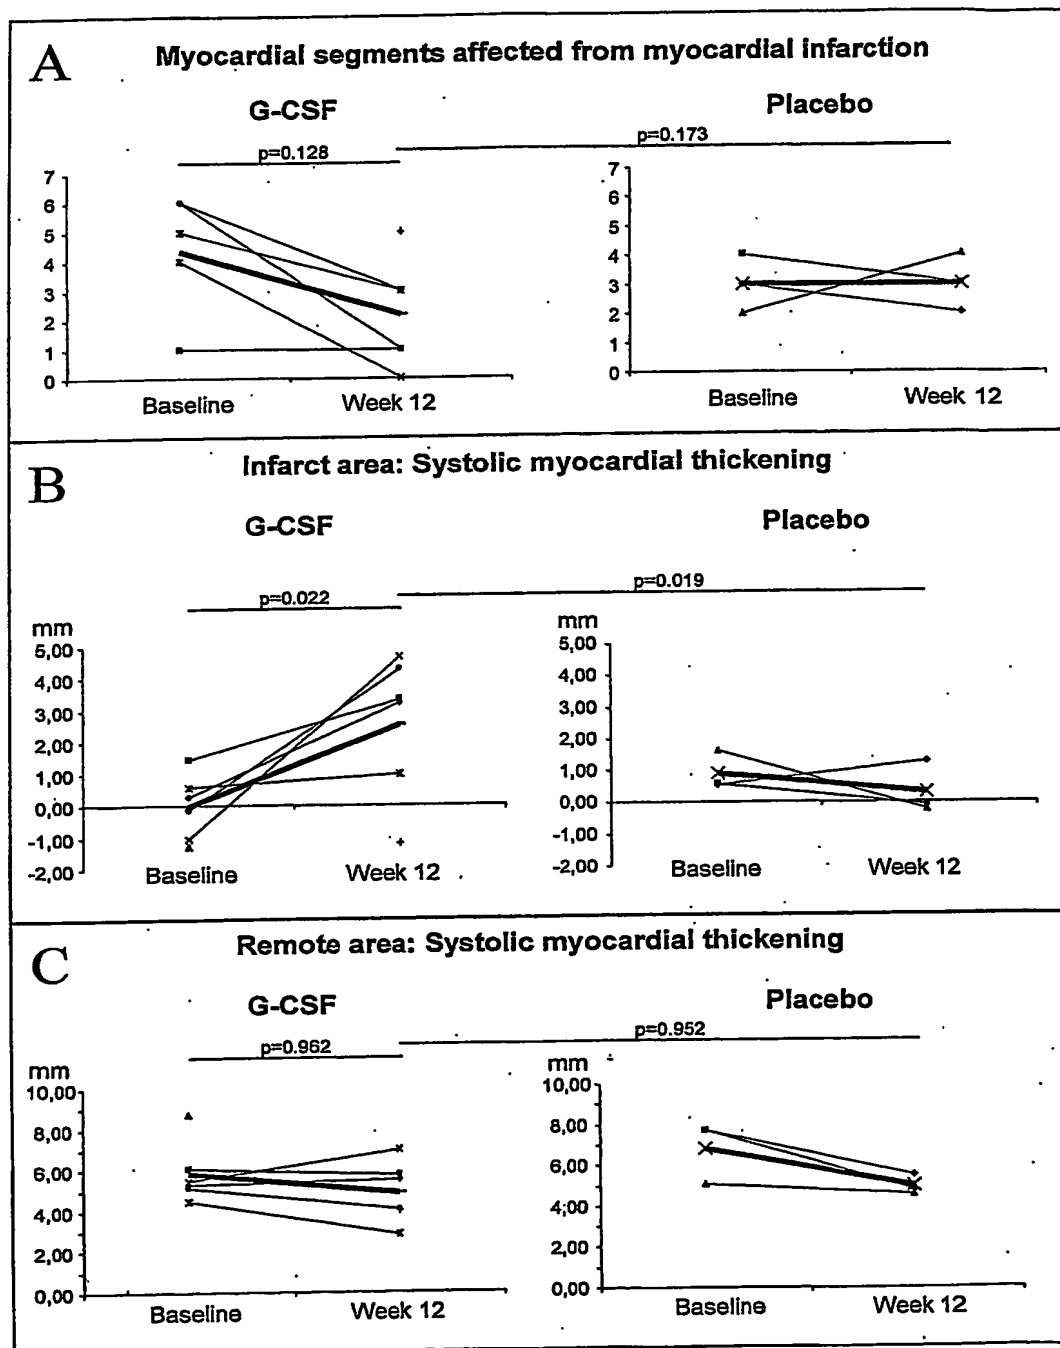 A
Myocardial segments affected from myocardial infarction
G-CSF
Placebo
p=0.128
p=0.173
7
6
5
4
3
2
1
0
Baseline
Week 12
7
6
5
4
3
2
1
0
Baseline
Week 12
B
Infarct area: Systolic myocardial thickening
G-CSF
Placebo
p=0.022
p=0.019
mm
5,00
4,00
3,00
2,00
1,00
0,00
-1,00
-2,00
Baseline
Week 12
mm
5,00
4,00
3,00
2,00
1,00
0,00
-1,00
-2,00
Baseline
Week 12
C
Remote area: Systolic myocardial thickening
G-CSF
Placebo
p=0.962
p=0.952
mm
10,00
8,00
6,00
4,00
2,00
0,00
Baseline
Week 12
mm
10,00
8,00
6,00
4,00
2,00
0,00
Baseline
Week 12